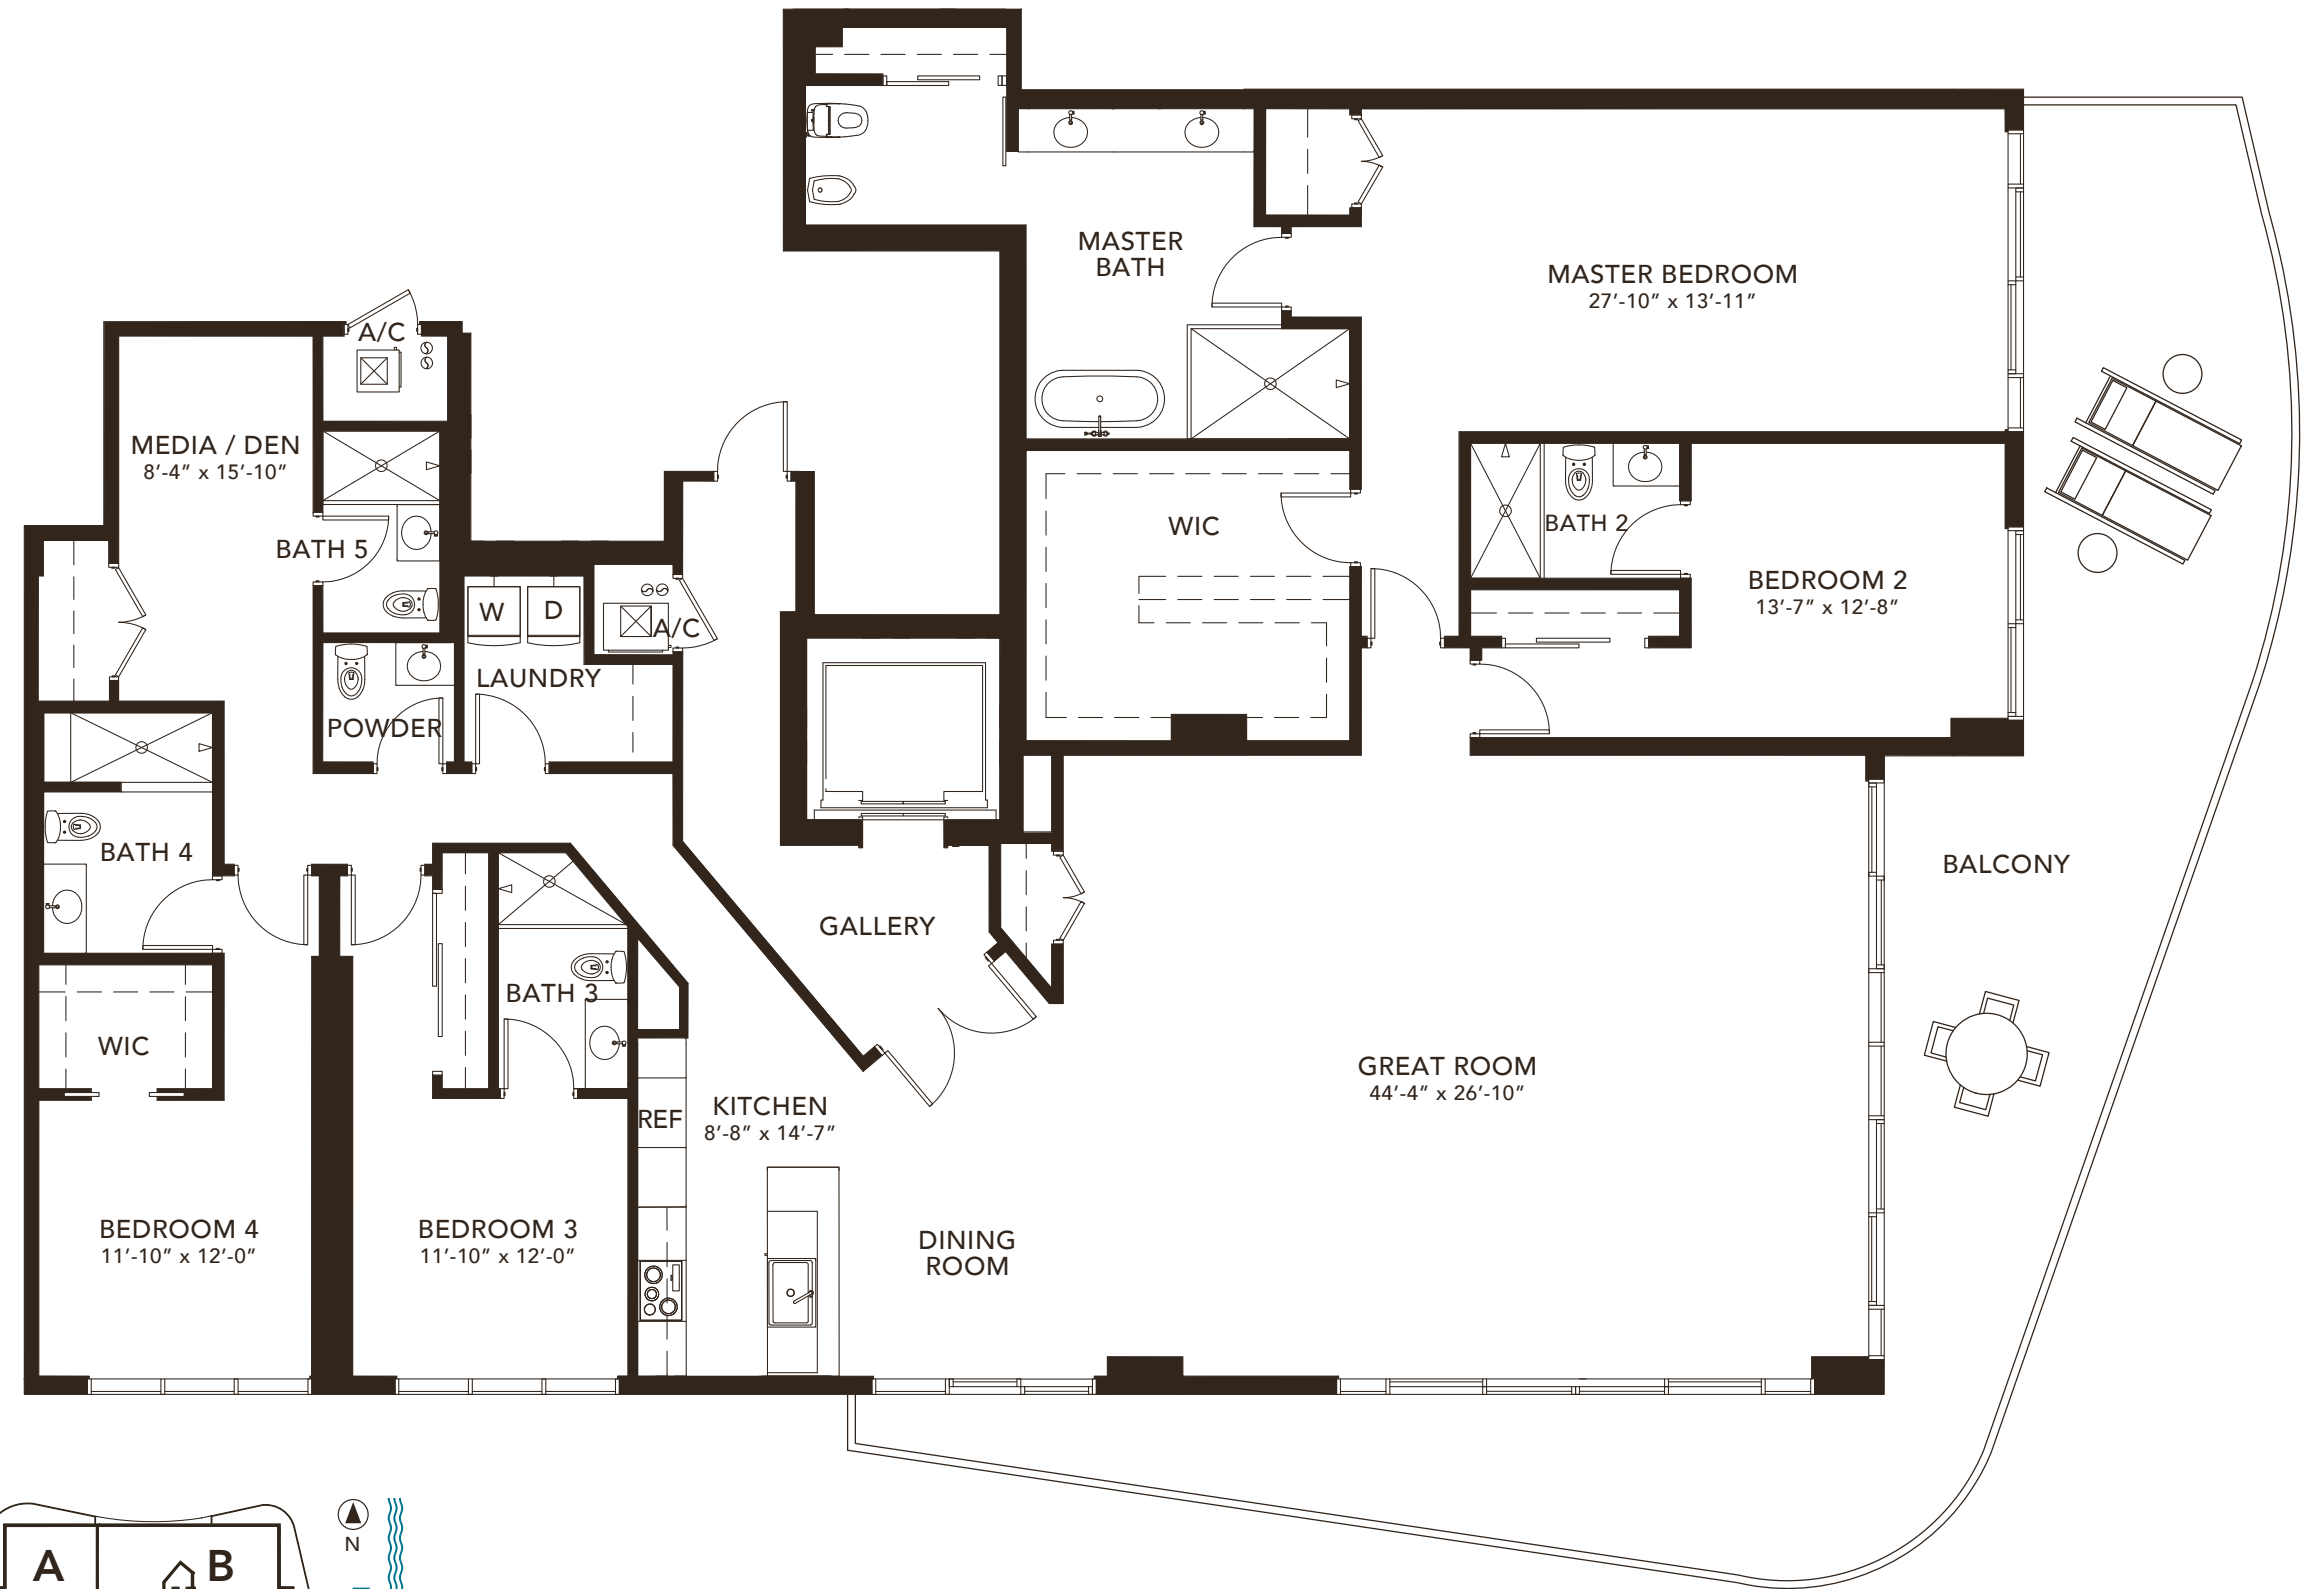 MASTER
BATH
MASTER BEDROOM
27'-10" x 13'-11"
A/C
MEDIA / DEN
8'-4" x 15'-10"
BATH 5
WIC
BATH 2
BEDROOM 2
13'-7" x 12'-8"
W
D
A/C
LAUNDRY
POWDER
BATH 4
BALCONY
GALLERY
BATH 3
WIC
GREAT ROOM
44'-4" x 26'-10"
REF
KITCHEN
8'-8" x 14'-7"
BEDROOM 4
11'-10" x 12'-0"
BEDROOM 3
11'-10" x 12'-0"
DINING
ROOM
N
A
B